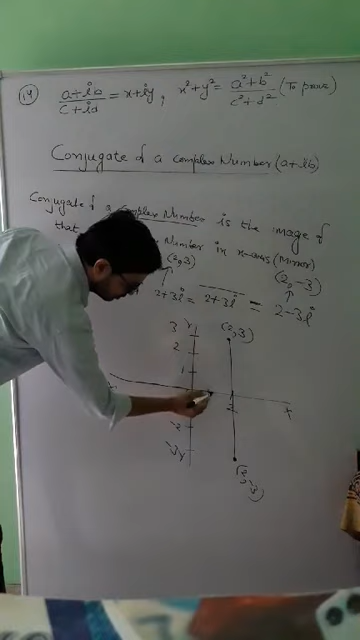 iv) a+ib/c+id = x+iy, x²+y² = a²+b²/c²+d² (To prove)
Conjugate of a Complex Number (a+ib)
Conjugate of a Complex Number is the image of
that Number in x-axis (Mirror)
(2,3) (2,-3)
2+3i = 2+3i = 2-3i
Y
3 (2,3)
2
1
2 X
-2
-3
(2,-3)